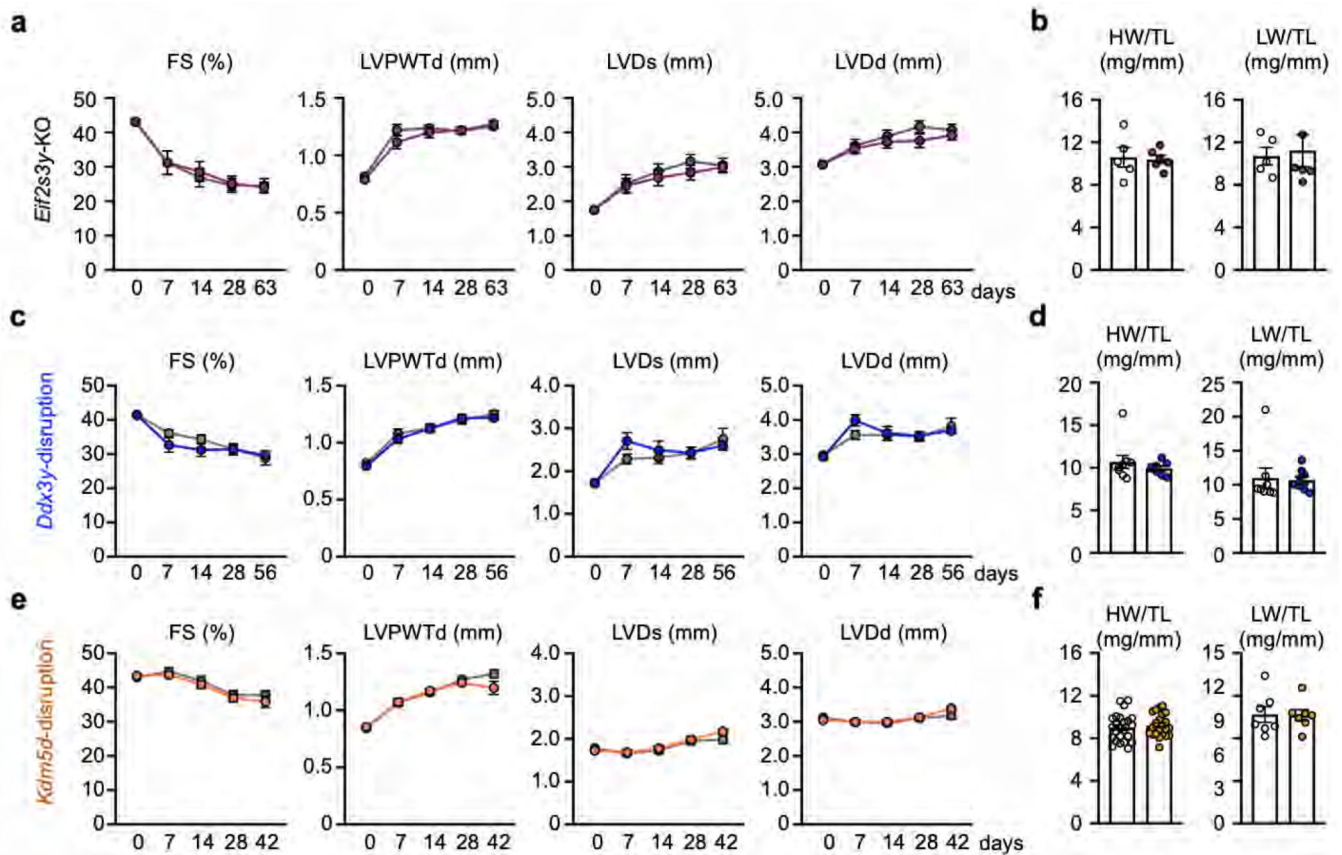 a
FS (%)
LVPWTd (mm)
LVDs (mm)
LVDd (mm)
Eif2s3y-KO
50
40
30
20
10
0
1.5
1.0
0.5
0
5.0
4.0
3.0
2.0
1.0
0
5.0
4.0
3.0
2.0
1.0
0
0 7 14 28 63
0 7 14 28 63
0 7 14 28 63
0 7 14 28 63 days
b
HW/TL
(mg/mm)
LW/TL
(mg/mm)
16
12
8
4
0
16
12
8
4
0
c
FS (%)
LVPWTd (mm)
LVDs (mm)
LVDd (mm)
Ddx3y-disruption
50
40
30
20
10
0
1.5
1.0
0.5
0
4.0
3.0
2.0
1.0
0
5.0
4.0
3.0
2.0
1.0
0
0 7 14 28 56
0 7 14 28 56
0 7 14 28 56
0 7 14 28 56 days
d
HW/TL
(mg/mm)
LW/TL
(mg/mm)
20
15
10
5
0
25
20
15
10
5
0
e
FS (%)
LVPWTd (mm)
LVDs (mm)
LVDd (mm)
Kdm5d-disruption
50
40
30
20
10
0
1.5
1.0
0.5
0
4.0
3.0
2.0
1.0
0
5.0
4.0
3.0
2.0
1.0
0
0 7 14 28 42
0 7 14 28 42
0 7 14 28 42
0 7 14 28 42 days
f
HW/TL
(mg/mm)
LW/TL
(mg/mm)
16
12
8
4
0
15
12
9
6
3
0